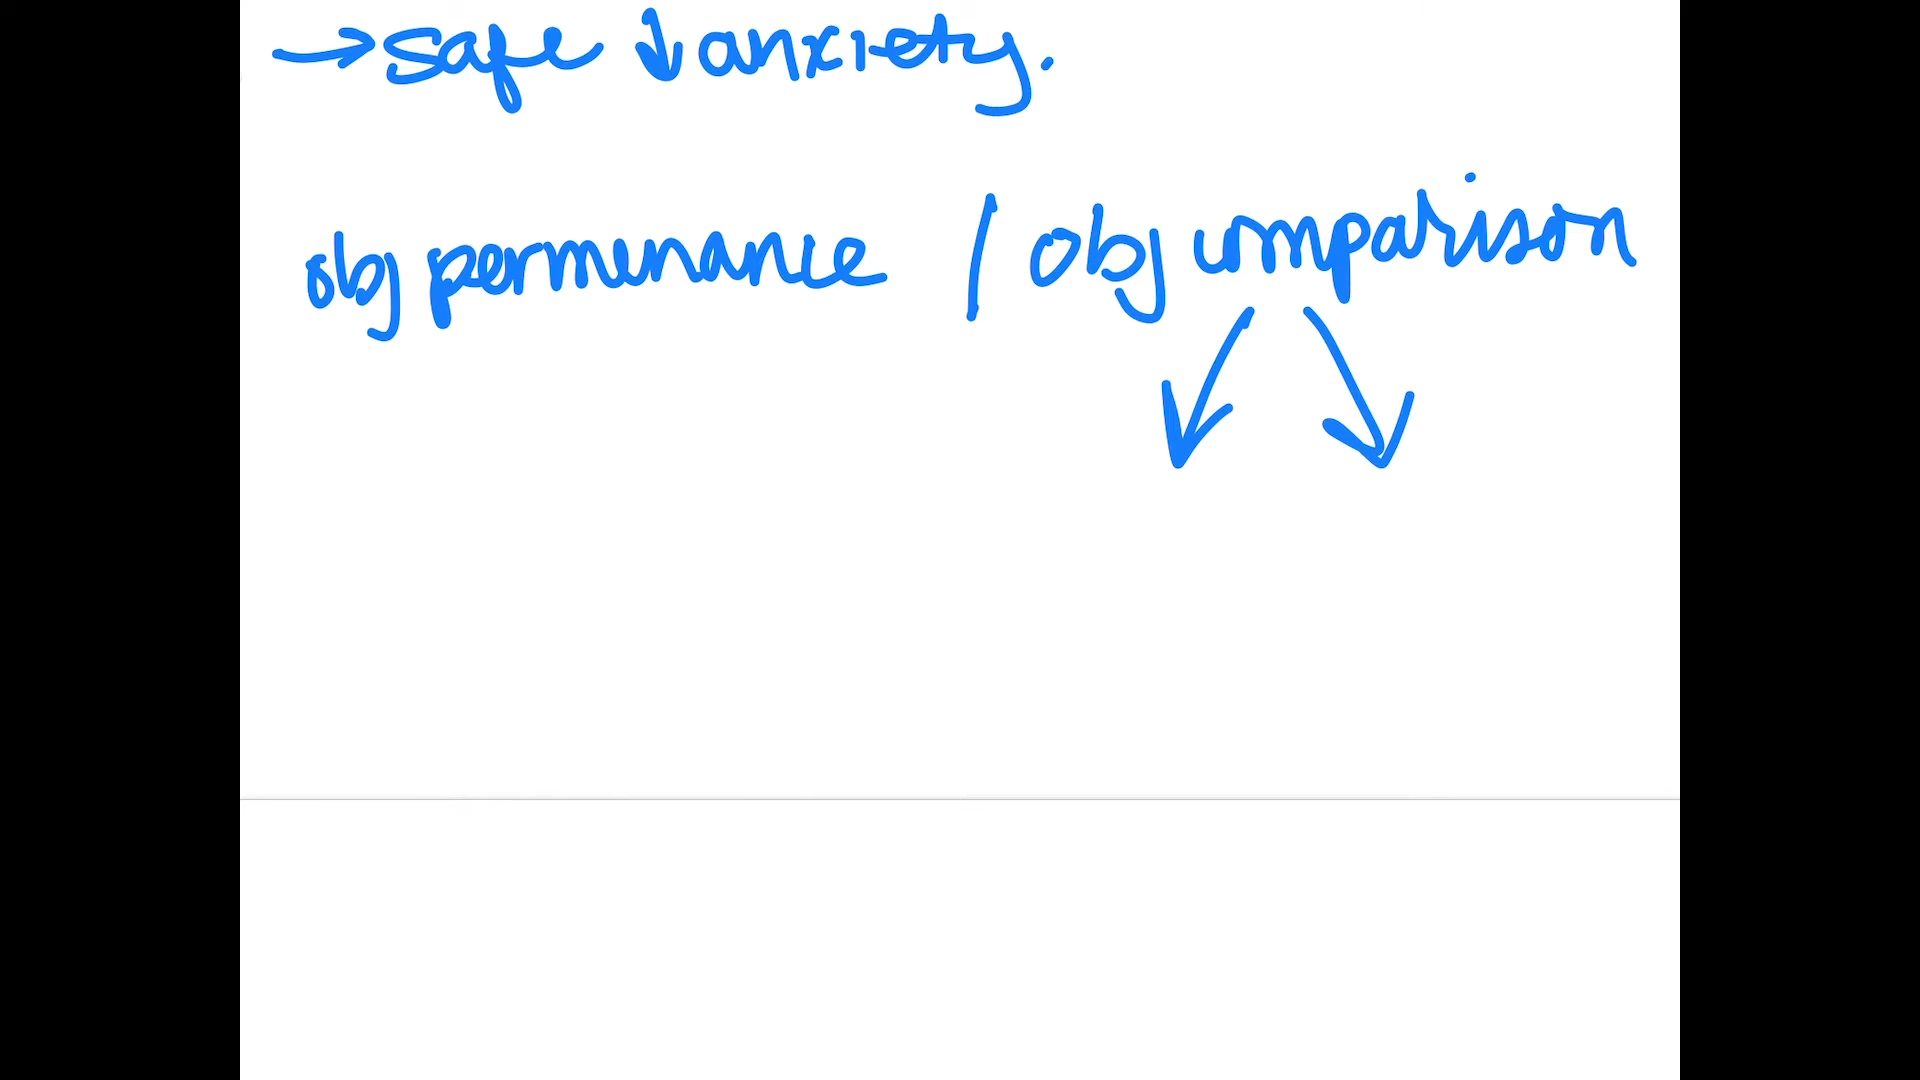 → safe ↓ anxiety.
obj permenance / obj comparison